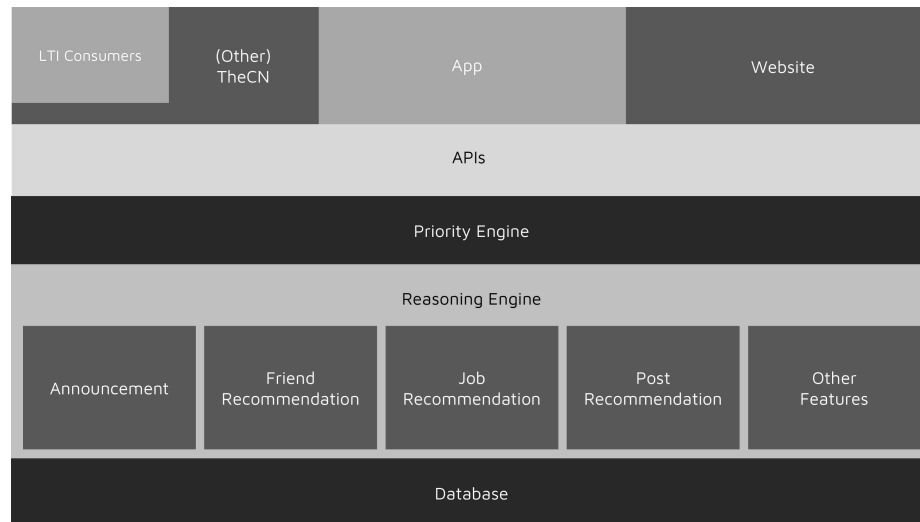 LTI Consumers
(Other)
TheCN
App
Website
APIs
Priority Engine
Reasoning Engine
Announcement
Friend
Recommendation
Job
Recommendation
Post
Recommendation
Other
Features
Database